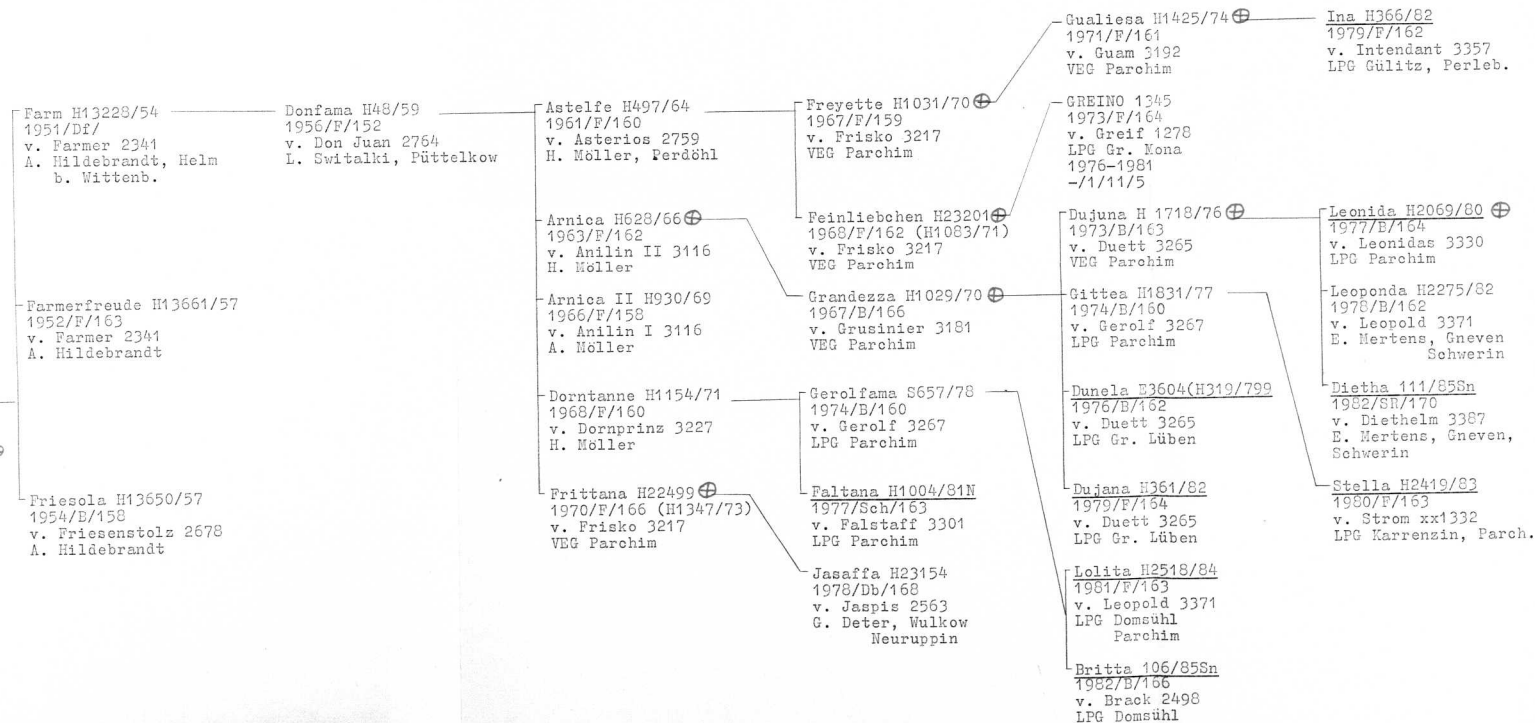 Farm H13228/54
1951/Df/
v. Farmer 2341
A. Hildebrandt, Helm
b. Wittenb.
Farmerfreude H13661/57
1952/F/163
v. Farmer 2341
A. Hildebrandt
Friesola H13650/57
1954/B/158
v. Friesenstolz 2678
A. Hildebrandt
Donfama H48/59
1956/F/152
v. Don Juan 2764
L. Switalki, Püttelkow
Astelfe H497/64
1961/F/160
v. Asterios 2759
H. Möller, Perdöhl
Arnica H628/66
1963/F/162
v. Anilin II 3116
H. Möller
Arnica II H930/69
1966/F/158
v. Anilin I 3116
A. Möller
Dorntanne H1154/71
1968/F/160
v. Dornprinz 3227
H. Möller
Frittana H22499
1970/F/166 (H1347/73)
v. Frisko 3217
VEG Parchim
Freyette H1031/70
1967/F/159
v. Frisko 3217
VEG Parchim
Feinliebchen H23201
1968/F/162 (H1083/71)
v. Frisko 3217
VEG Parchim
Grandezza H1029/70
1967/B/166
v. Grusinier 3181
VEG Parchim
Gerolfama S657/78
1974/B/160
v. Gerolf 3267
LPG Parchim
Faltana H1004/81N
1977/Sch/163
v. Falstaff 3301
LPG Parchim
Jasaffa H23154
1978/Db/168
v. Jaspis 2563
G. Deter, Wulkow
Neuruppin
Gualiesa H1425/74
1971/F/161
v. Guam 3192
VEG Parchim
GREINO 1345
1973/F/164
v. Greif 1278
LPG Gr. Nona
1976-1981
-/1/11/5
Dujuna H 1718/76
1973/B/163
v. Duett 3265
VEG Parchim
Gittea H1831/77
1974/B/160
v. Gerolf 3267
LPG Parchim
Dunela E3604(H319/799
1976/B/162
v. Duett 3265
LPG Gr. Lüben
Dujana H361/82
1979/F/164
v. Duett 3265
LPG Gr. Lüben
Lolita H2518/84
1981/F/163
v. Leopold 3371
LPG Domsühl
Parchim
Britta 106/85Sn
1982/B/166
v. Brack 2498
LPG Domsühl
Ina H366/82
1979/F/162
v. Intendant 3357
LPG Gülitz, Perleb.
Leonida H2069/80
1977/B/164
v. Leonidas 3330
LPG Parchim
Leoponda H2275/82
1978/B/162
v. Leopold 3371
E. Mertens, Gneven
Schwerin
Dietha 111/85Sn
1982/SR/170
v. Diethelm 3387
E. Mertens, Gneven,
Schwerin
Stella H2419/83
1980/F/163
v. Strom xx1332
LPG Karrenzin, Parch.